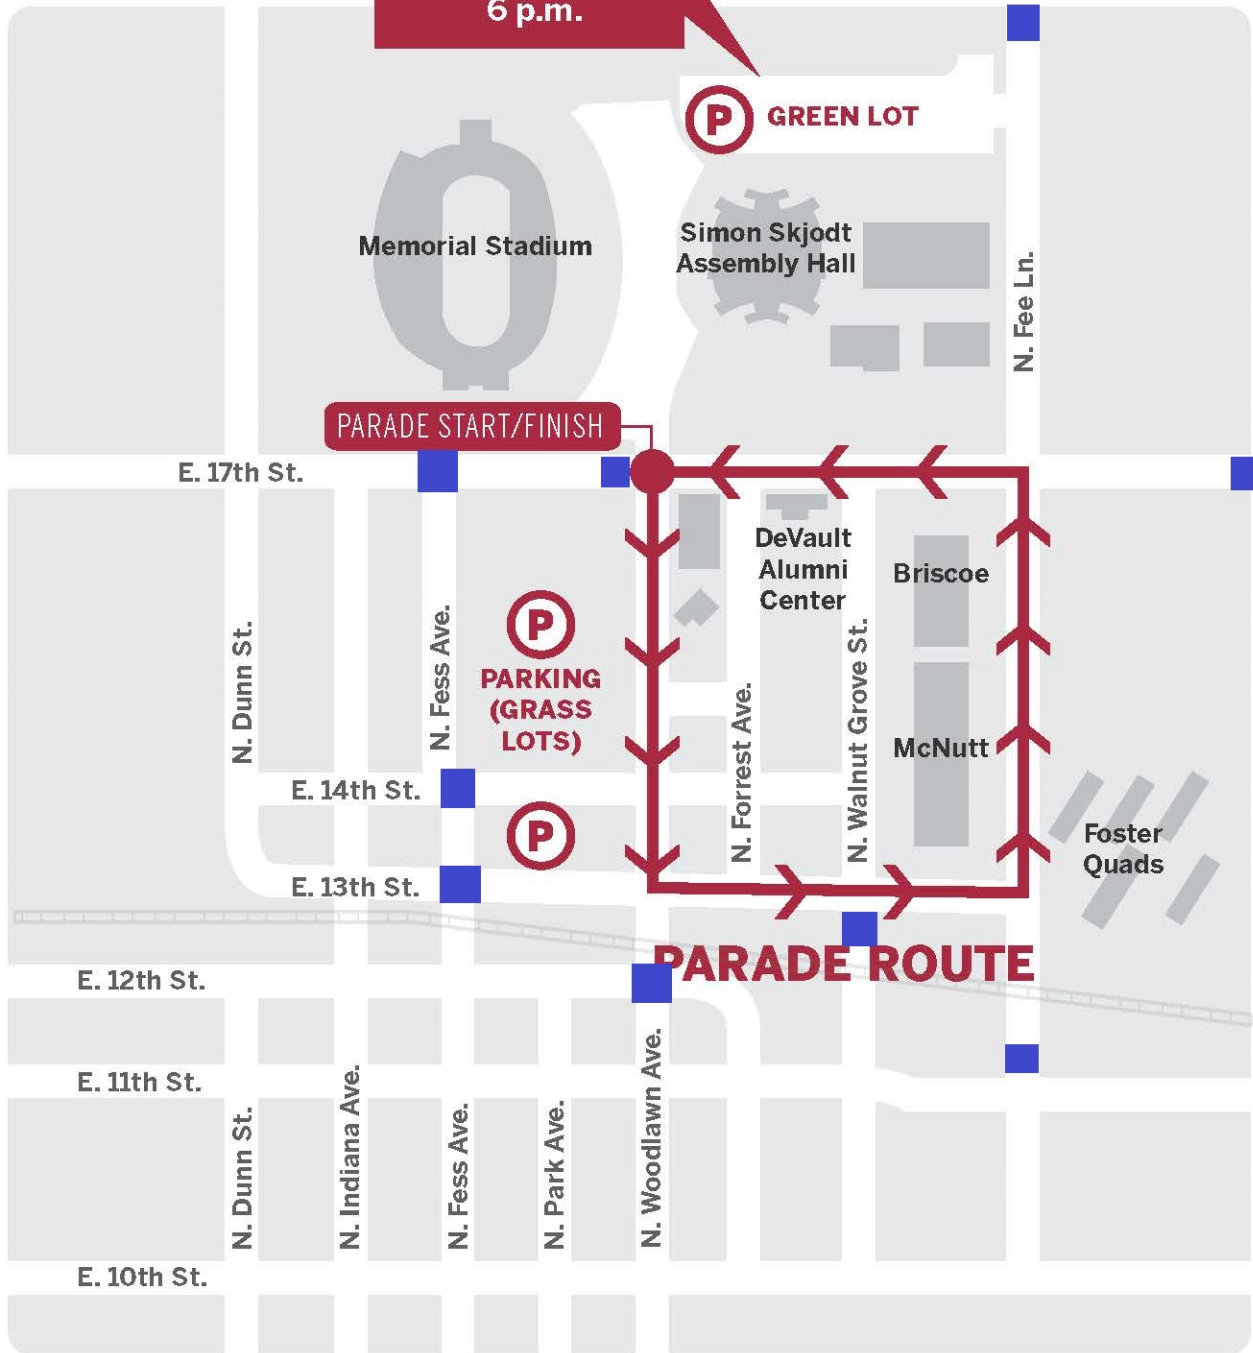 6 p.m.
P
GREEN LOT
Memorial Stadium
Simon Skjodt
Assembly Hall
N. Fee Ln.
PARADE START/FINISH
E. 17th St.
DeVault
Alumni
Center
Briscoe
P
PARKING
(GRASS
LOTS)
N. Dunn St.
N. Fess Ave.
N. Forrest Ave.
N. Walnut Grove St.
McNutt
E. 14th St.
P
Foster
Quads
E. 13th St.
PARADE ROUTE
E. 12th St.
E. 11th St.
N. Dunn St.
N. Indiana Ave.
N. Fess Ave.
N. Park Ave.
N. Woodlawn Ave.
E. 10th St.